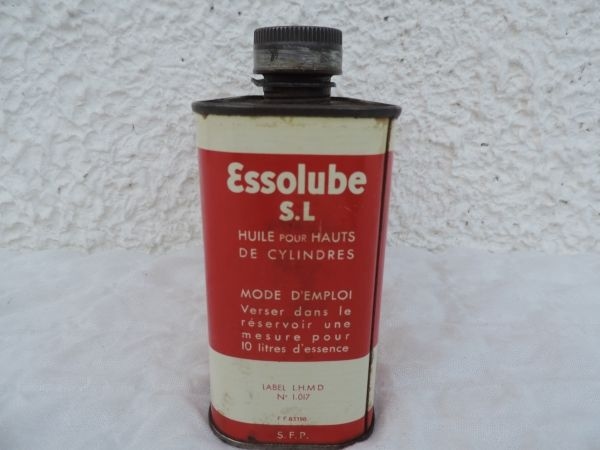 Essolube
S.L
HUILE POUR HAUTS
DE CYLINDRES
MODE D'EMPLOI
Verser dans le
réservoir une
mesure pour
10 litres d'essence
LABEL L.H.M.D
Nº 1.017
S.F.P.